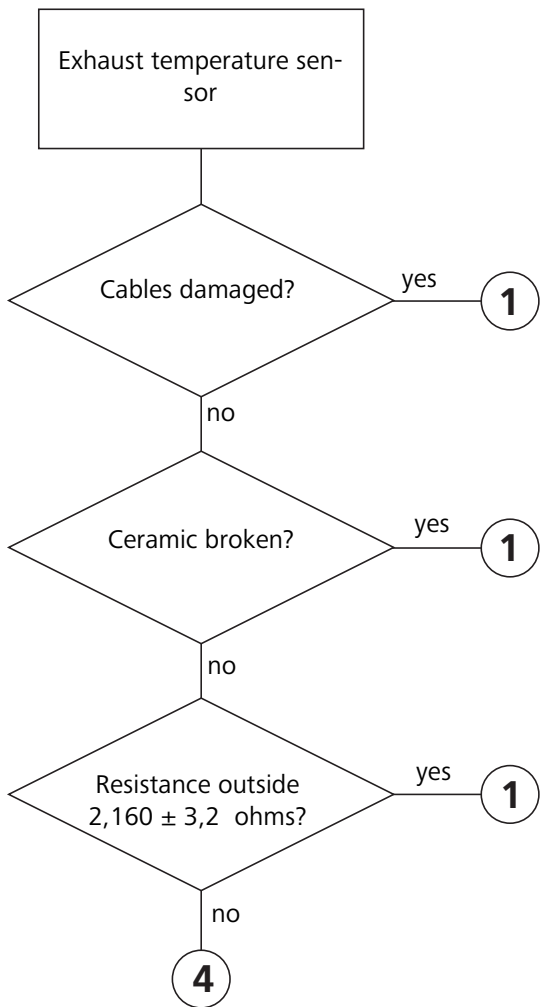 Exhaust temperature sen-
sor
Cables damaged?
yes
1
no
Ceramic broken?
yes
1
no
Resistance outside
2,160 ± 3,2 ohms?
yes
1
no
4